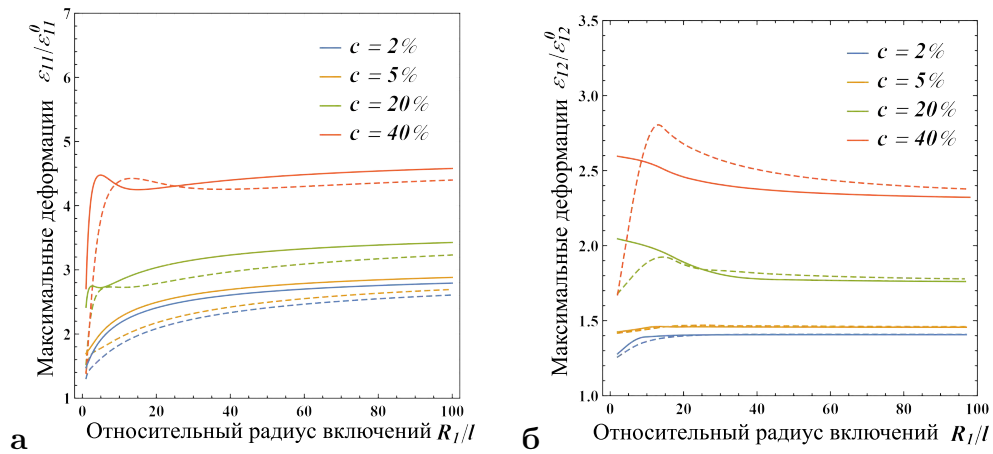 Максимальные деформации ε₁₁/ε⁰₁₁
7
6
5
4
3
2
1
c = 2%
c = 5%
c = 20%
c = 40%
0 20 40 60 80 100
Относительный радиус включений R₁/l
а
Максимальные деформации ε₁₂/ε⁰₁₂
3.5
3.0
2.5
2.0
1.5
1.0
c = 2%
c = 5%
c = 20%
c = 40%
0 20 40 60 80 100
Относительный радиус включений R₁/l
б